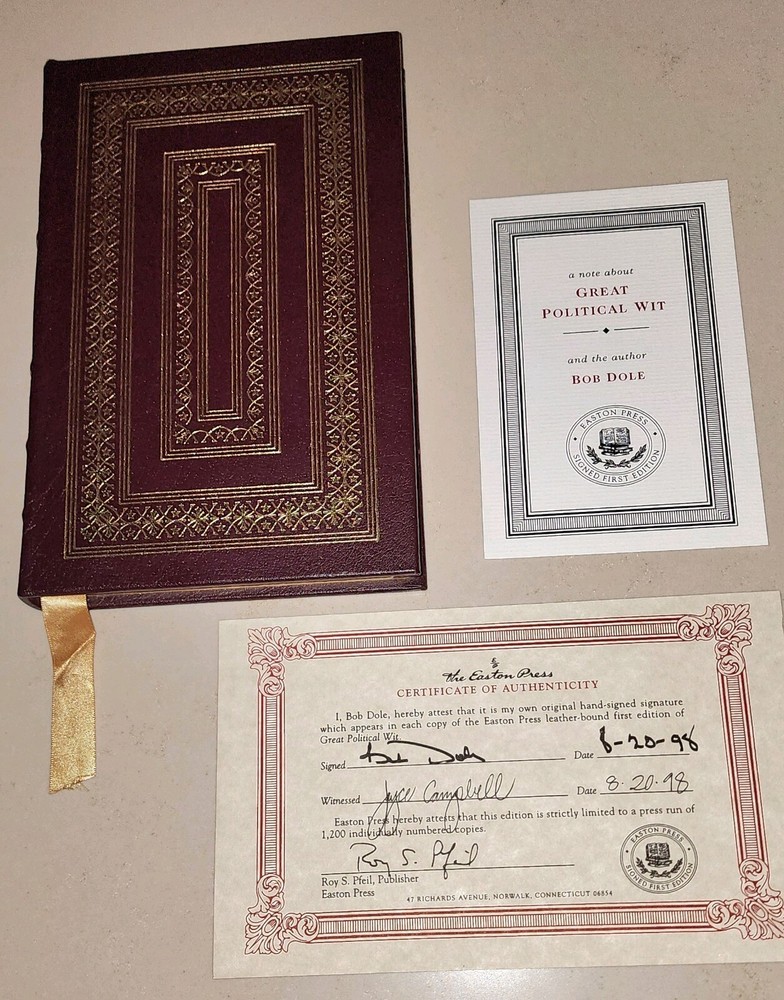 a note about
GREAT
POLITICAL WIT
and the author
BOB DOLE
EASTON PRESS
SIGNED FIRST EDITION
The Easton Press
CERTIFICATE OF AUTHENTICITY
I, Bob Dole, hereby attest that it is my own original hand-signed signature
which appears in each copy of the Easton Press leather-bound first edition of
Great Political Wit.
Signed Bob Dole Date 8-20-98
Witnessed Joyce Campbell Date 8·20·98
Easton Press hereby attests that this edition is strictly limited to a press run of
1,200 individually numbered copies.
Roy S. Pfeil
Roy S. Pfeil, Publisher
Easton Press
47 RICHARDS AVENUE, NORWALK, CONNECTICUT 06854
EASTON PRESS
SIGNED FIRST EDITION